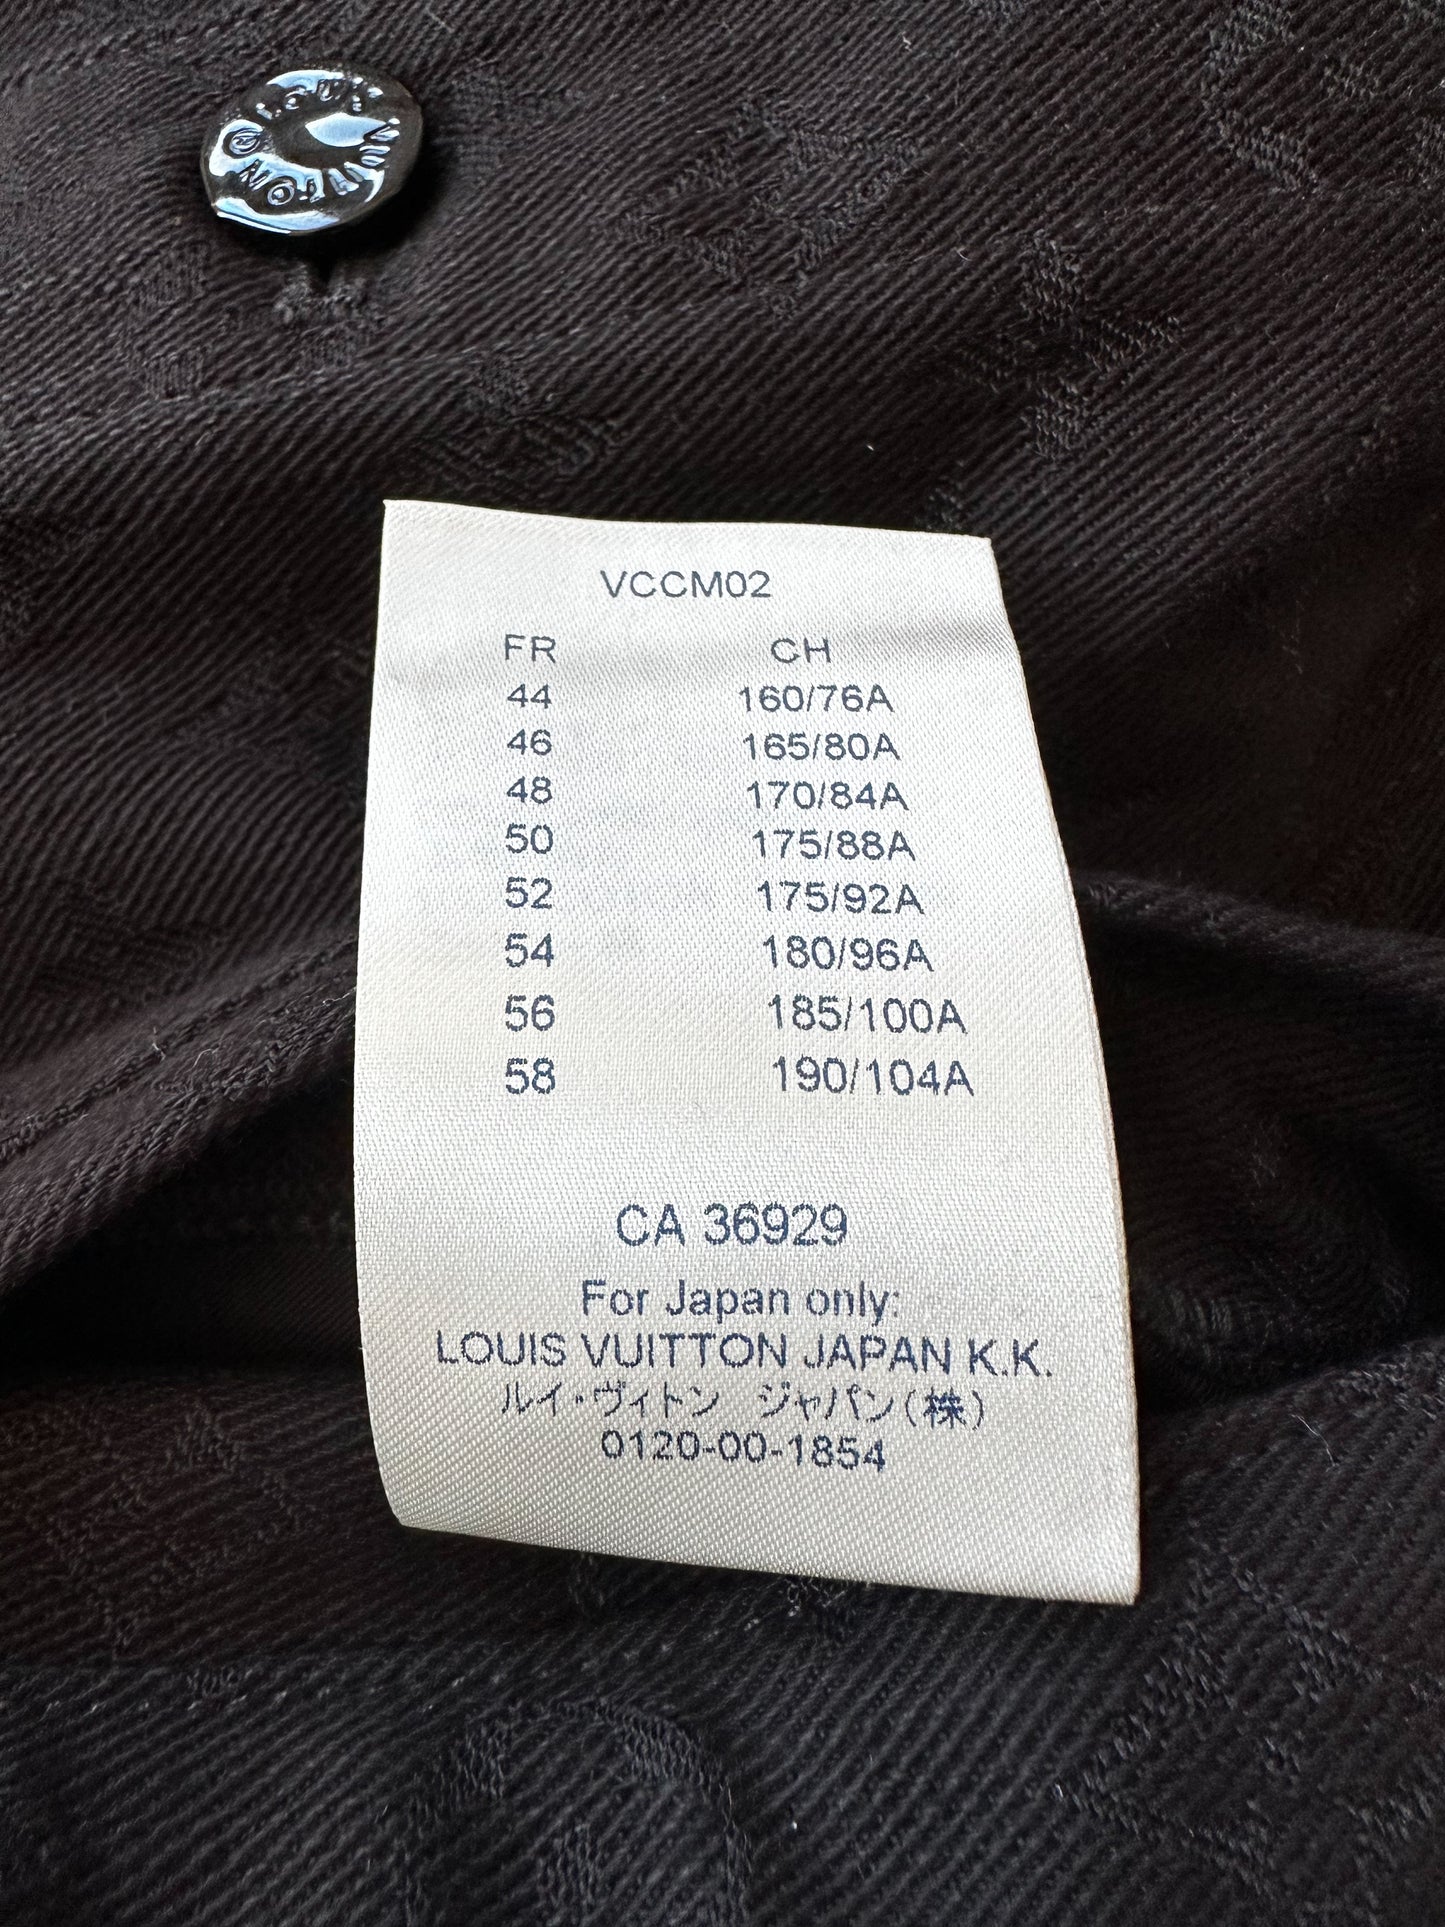 LOUIS VUITTON
VCCM02
FR CH
44 160/76A
46 165/80A
48 170/84A
50 175/88A
52 175/92A
54 180/96A
56 185/100A
58 190/104A
CA 36929
For Japan only:
LOUIS VUITTON JAPAN K.K.
ルイ・ヴィトン ジャパン(株)
0120-00-1854